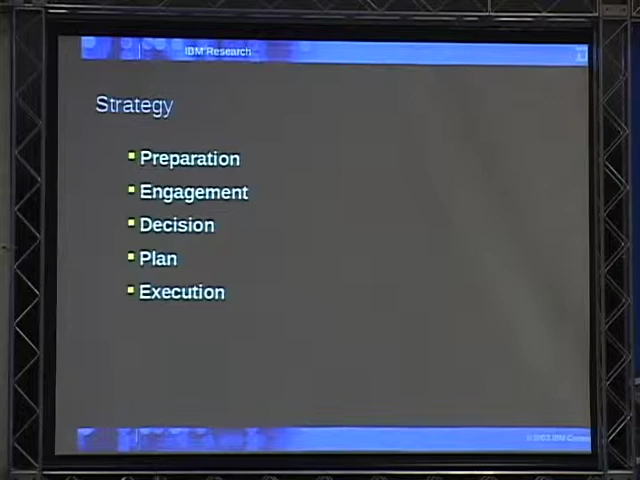 IBM Research
Strategy
Preparation
Engagement
Decision
Plan
Execution